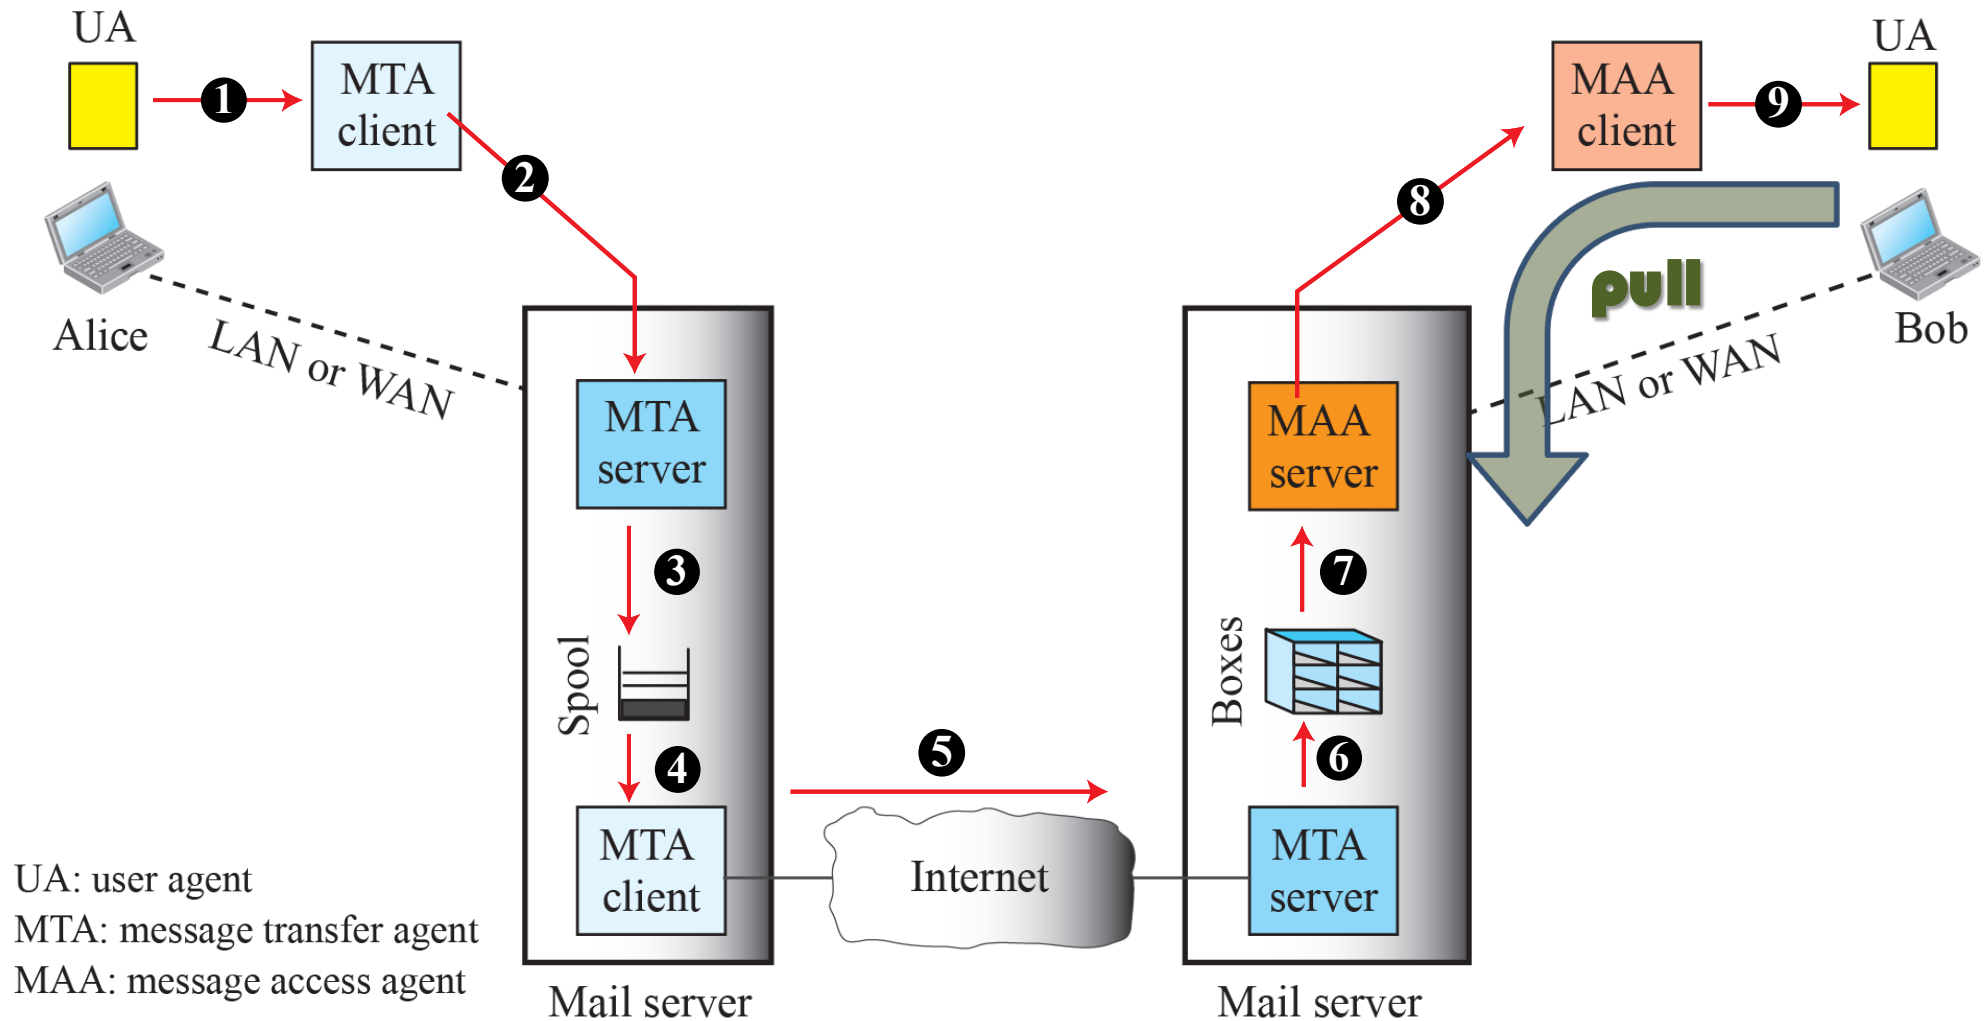 UA
1
MTA
client
2
Alice
LAN or WAN
MTA
server
3
Spool
4
MTA
client
Mail server
5
Internet
MTA
server
6
Boxes
7
MAA
server
Mail server
8
MAA
client
9
UA
pull
LAN or WAN
Bob
UA: user agent
MTA: message transfer agent
MAA: message access agent